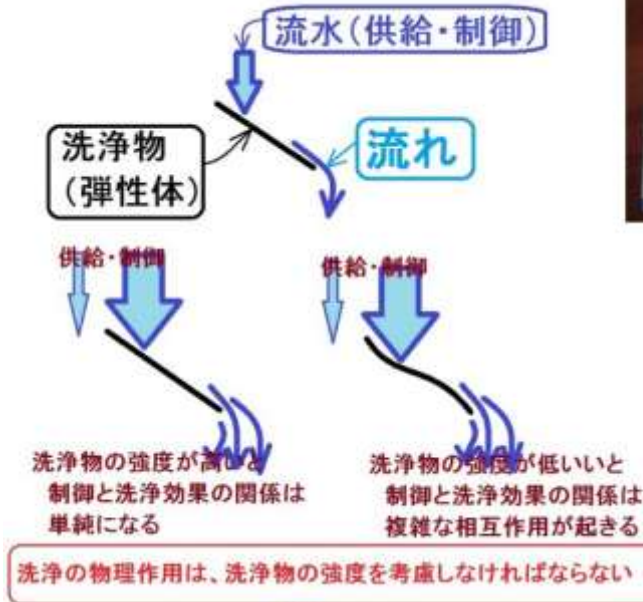 流水(供給・制御)
洗浄物
(弾性体)
流れ
供給・制御
供給・制御
洗浄物の強度が高いと
制御と洗浄効果の関係は
単純になる
洗浄物の強度が低いいと
制御と洗浄効果の関係は
複雑な相互作用が起きる
洗浄の物理作用は、洗浄物の強度を考慮しなければならない